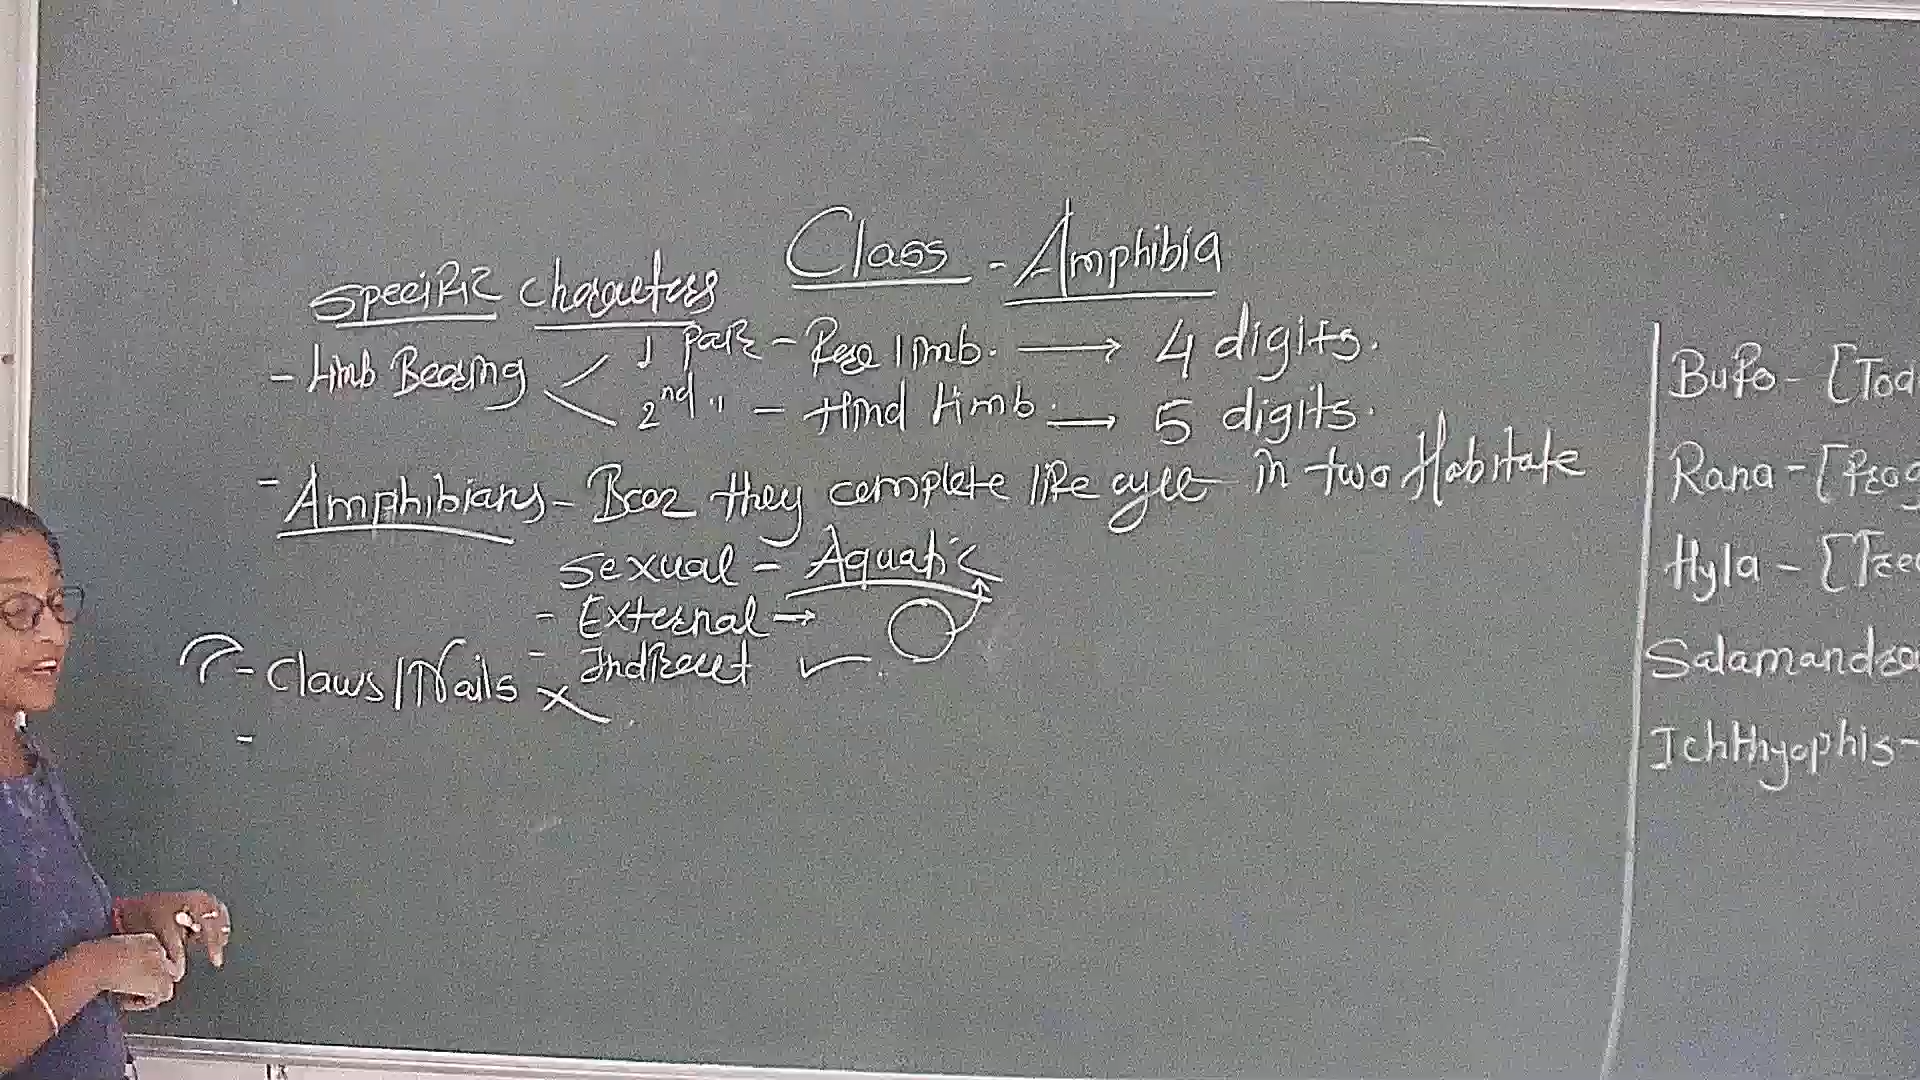 Class - Amphibia
Specific characters
- Limb Bearing
1 pair - Fore limb. → 4 digits.
2nd " - Hind limb. → 5 digits.
- Amphibians - Bcoz they complete life cycle in two Habitate
Sexual - Aquatic
- External →
- Indirect ✓
- Claws/Nails ×
-
Bufo - [Toa
Rana - [frog
Hyla - [Tree
Salamandra
Ichthyophis -